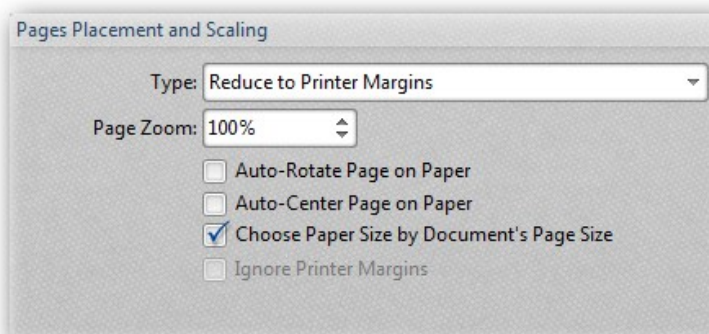 Pages Placement and Scaling
Type: Reduce to Printer Margins
Page Zoom: 100%
Auto-Rotate Page on Paper
Auto-Center Page on Paper
Choose Paper Size by Document's Page Size
Ignore Printer Margins